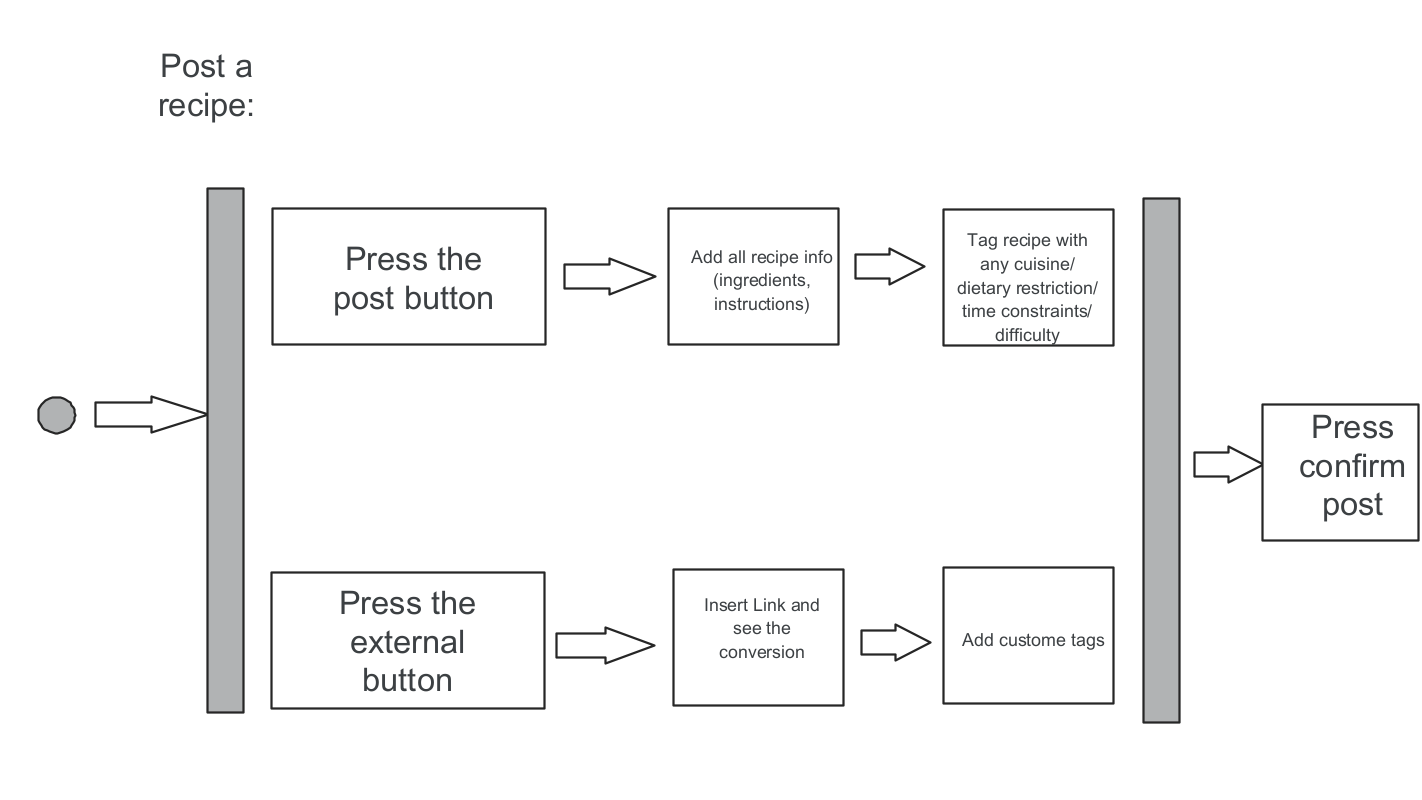 Post a
recipe:
Press the
post button
Add all recipe info
(ingredients,
instructions)
Tag recipe with
any cuisine/
dietary restriction/
time constraints/
difficulty
Press the
external
button
Insert Link and
see the
conversion
Add custome tags
Press
confirm
post